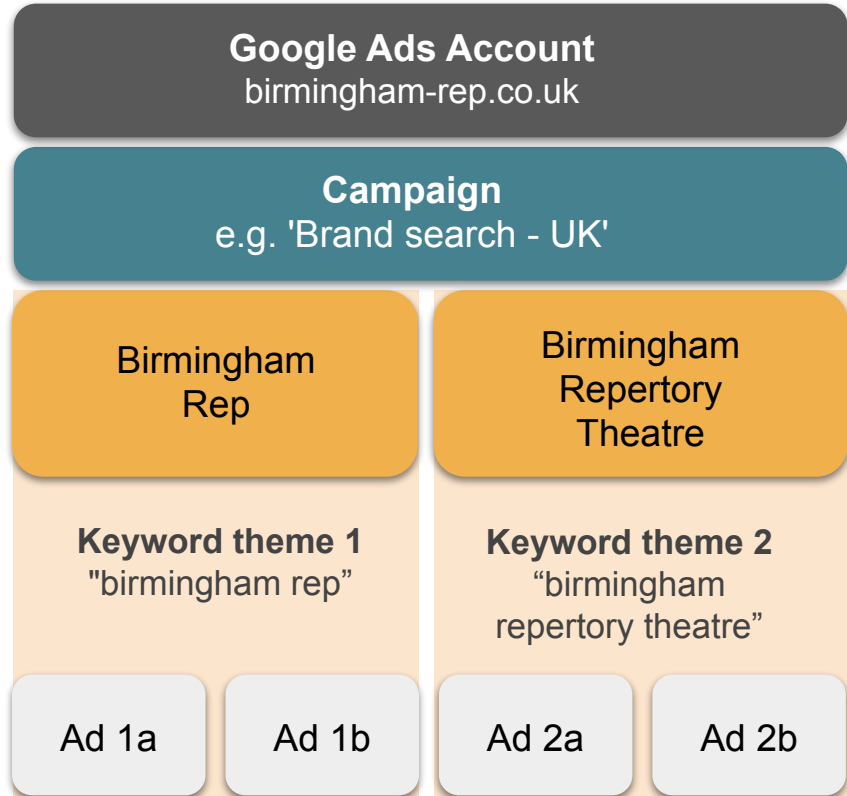 Google Ads Account
birmingham-rep.co.uk
Campaign
e.g. 'Brand search - UK'
Birmingham
Rep
Birmingham
Repertory
Theatre
Keyword theme 1
"birmingham rep”
Keyword theme 2
“birmingham
repertory theatre”
Ad 1a
Ad 1b
Ad 2a
Ad 2b